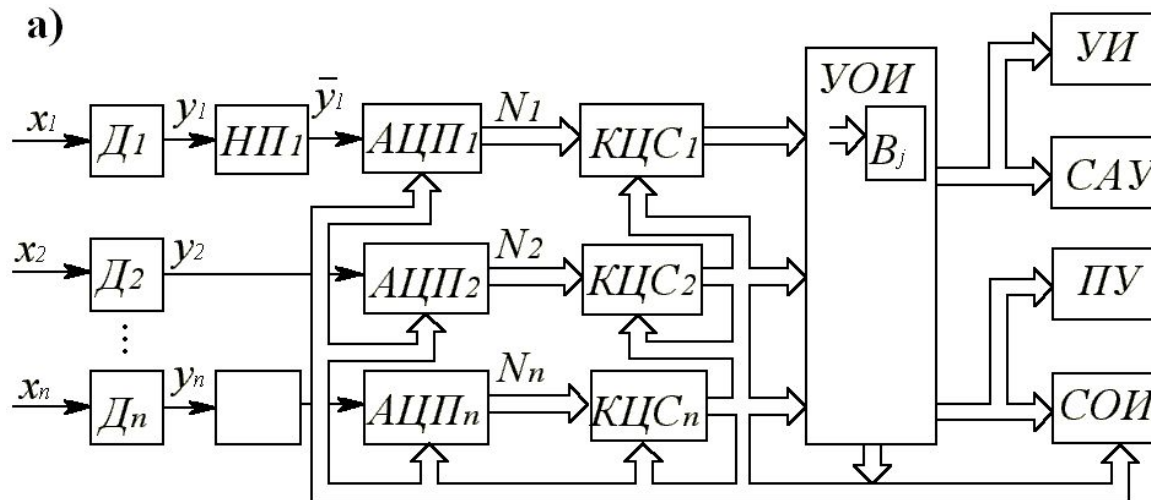 а)
x1 Д1 y1 НП1 ȳ1 АЦП1 N1 КЦС1 УОИ Bj УИ
САУ
x2 Д2 y2 АЦП2 N2 КЦС2 ПУ
⋮
xn Дn yn АЦПn Nn КЦСn СОИ